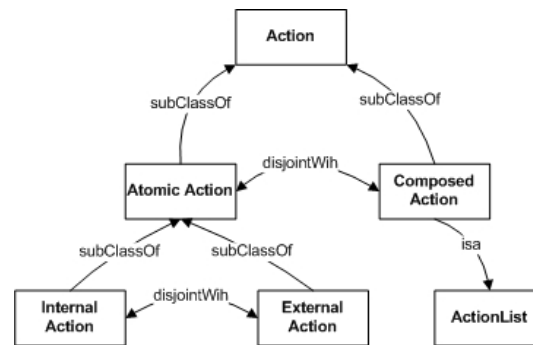 Action
subClassOf
subClassOf
disjointWih
Atomic Action
Composed
Action
subClassOf
subClassOf
isa
disjointWih
Internal
Action
External
Action
ActionList